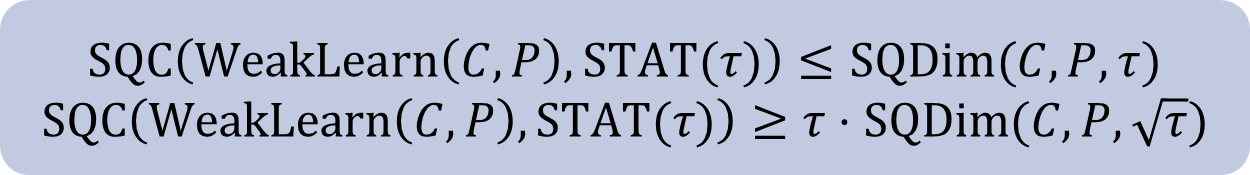 SQC(WeakLearn(𝐶, 𝑃), STAT(𝜏)) ≤ SQDim(𝐶, 𝑃, 𝜏)
SQC(WeakLearn(𝐶, 𝑃), STAT(𝜏)) ≥ 𝜏 · SQDim(𝐶, 𝑃, √𝜏)